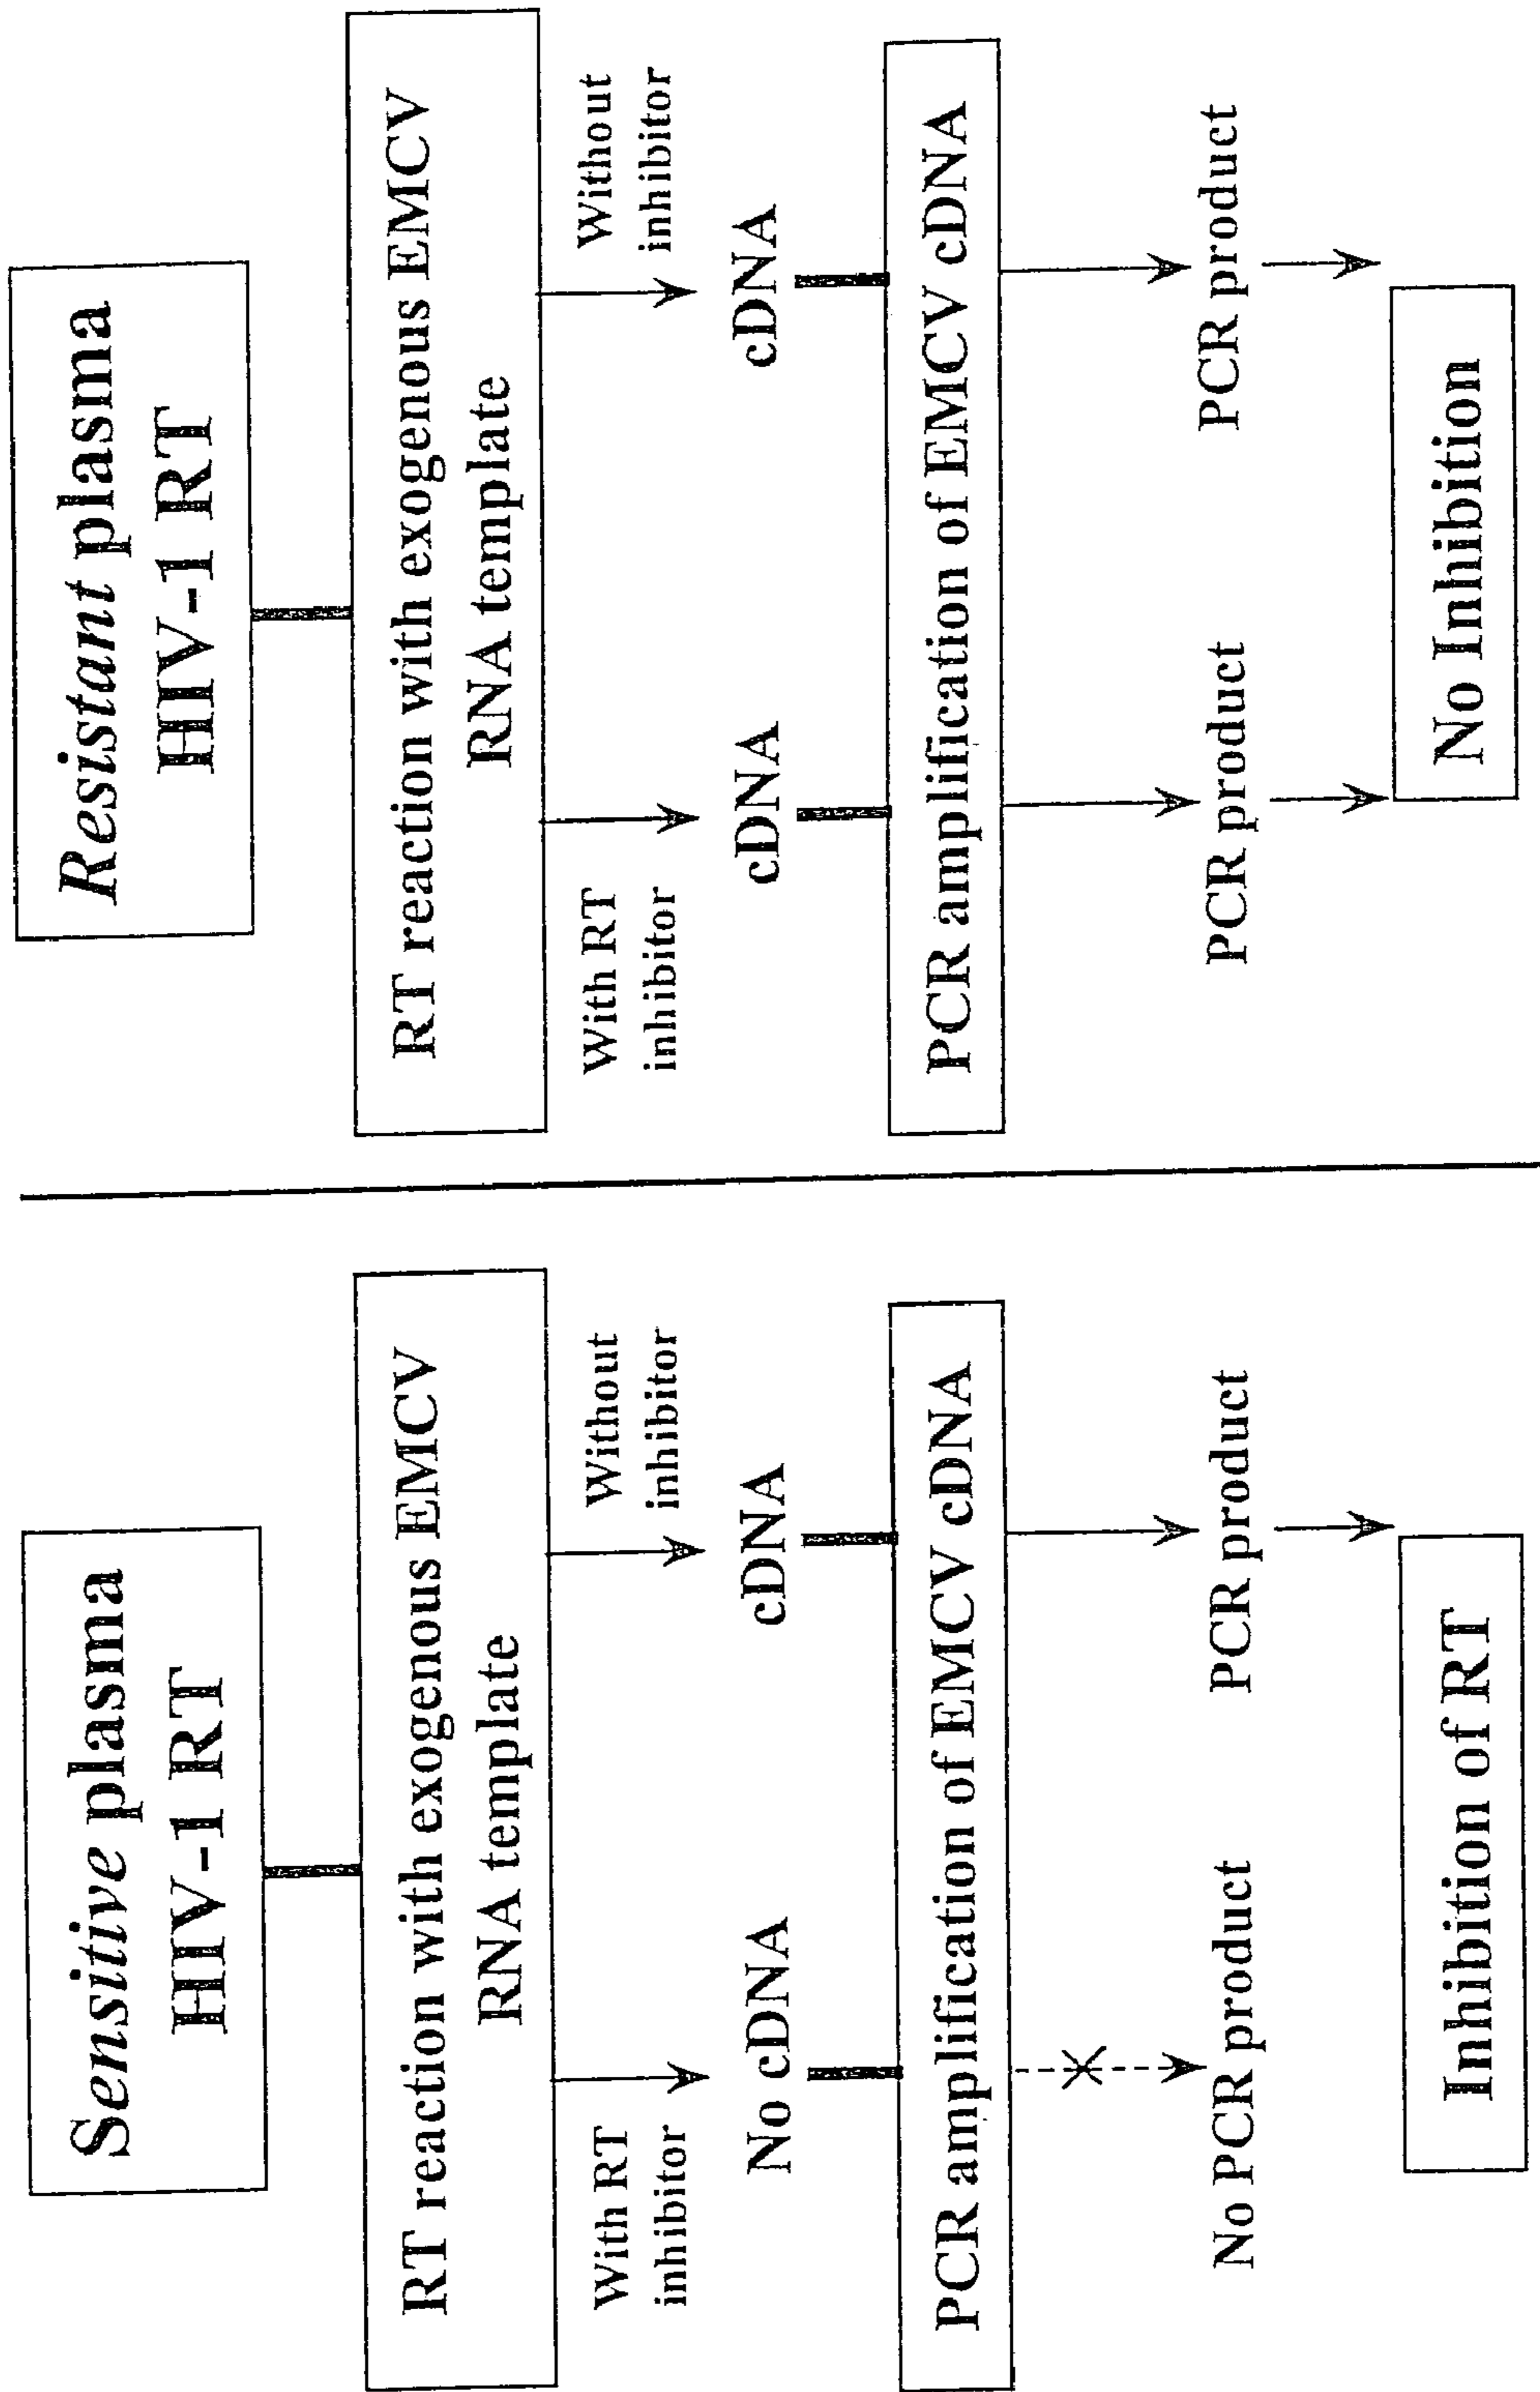 Sensitive plasma
HIV-1 RT
RT reaction with exogenous EMCV
RNA template
With RT
inhibitor
Without
inhibitor
No cDNA
cDNA
PCR amplification of EMCV cDNA
No PCR product
PCR product
Inhibition of RT
Resistant plasma
HIV-1 RT
RT reaction with exogenous EMCV
RNA template
With RT
inhibitor
Without
inhibitor
cDNA
cDNA
PCR amplification of EMCV cDNA
PCR product
PCR product
No Inhibition